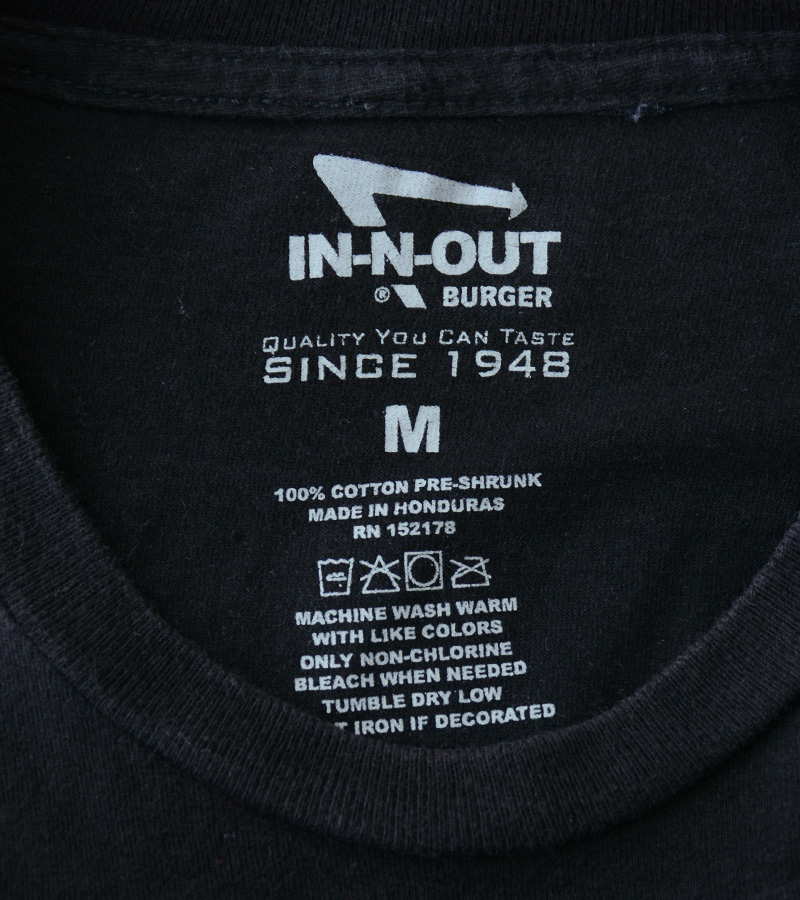 IN-N-OUT
® BURGER
QUALITY YOU CAN TASTE
SINCE 1948
M
100% COTTON PRE-SHRUNK
MADE IN HONDURAS
RN 152178
MACHINE WASH WARM
WITH LIKE COLORS
ONLY NON-CHLORINE
BLEACH WHEN NEEDED
TUMBLE DRY LOW
T IRON IF DECORATED